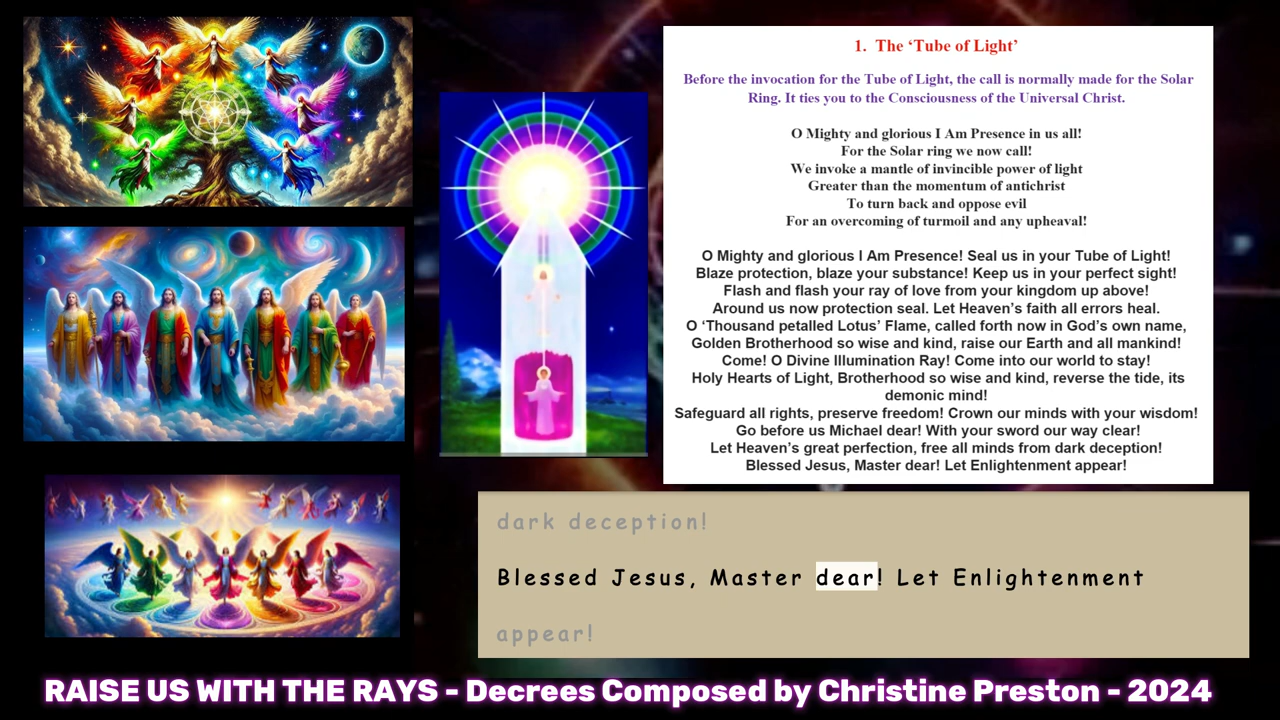 1. The ‘Tube of Light’
Before the invocation for the Tube of Light, the call is normally made for the Solar
Ring. It ties you to the Consciousness of the Universal Christ.
O Mighty and glorious I Am Presence in us all!
For the Solar ring we now call!
We invoke a mantle of invincible power of light
Greater than the momentum of antichrist
To turn back and oppose evil
For an overcoming of turmoil and any upheaval!
O Mighty and glorious I Am Presence! Seal us in your Tube of Light!
Blaze protection, blaze your substance! Keep us in your perfect sight!
Flash and flash your ray of love from your kingdom up above!
Around us now protection seal. Let Heaven’s faith all errors heal.
O ‘Thousand petalled Lotus’ Flame, called forth now in God’s own name,
Golden Brotherhood so wise and kind, raise our Earth and all mankind!
Come! O Divine Illumination Ray! Come into our world to stay!
Holy Hearts of Light, Brotherhood so wise and kind, reverse the tide, its
demonic mind!
Safeguard all rights, preserve freedom! Crown our minds with your wisdom!
Go before us Michael dear! With your sword our way clear!
Let Heaven’s great perfection, free all minds from dark deception!
Blessed Jesus, Master dear! Let Enlightenment appear!
dark deception!
Blessed Jesus, Master dear! Let Enlightenment
appear!
RAISE US WITH THE RAYS - Decrees Composed by Christine Preston - 2024